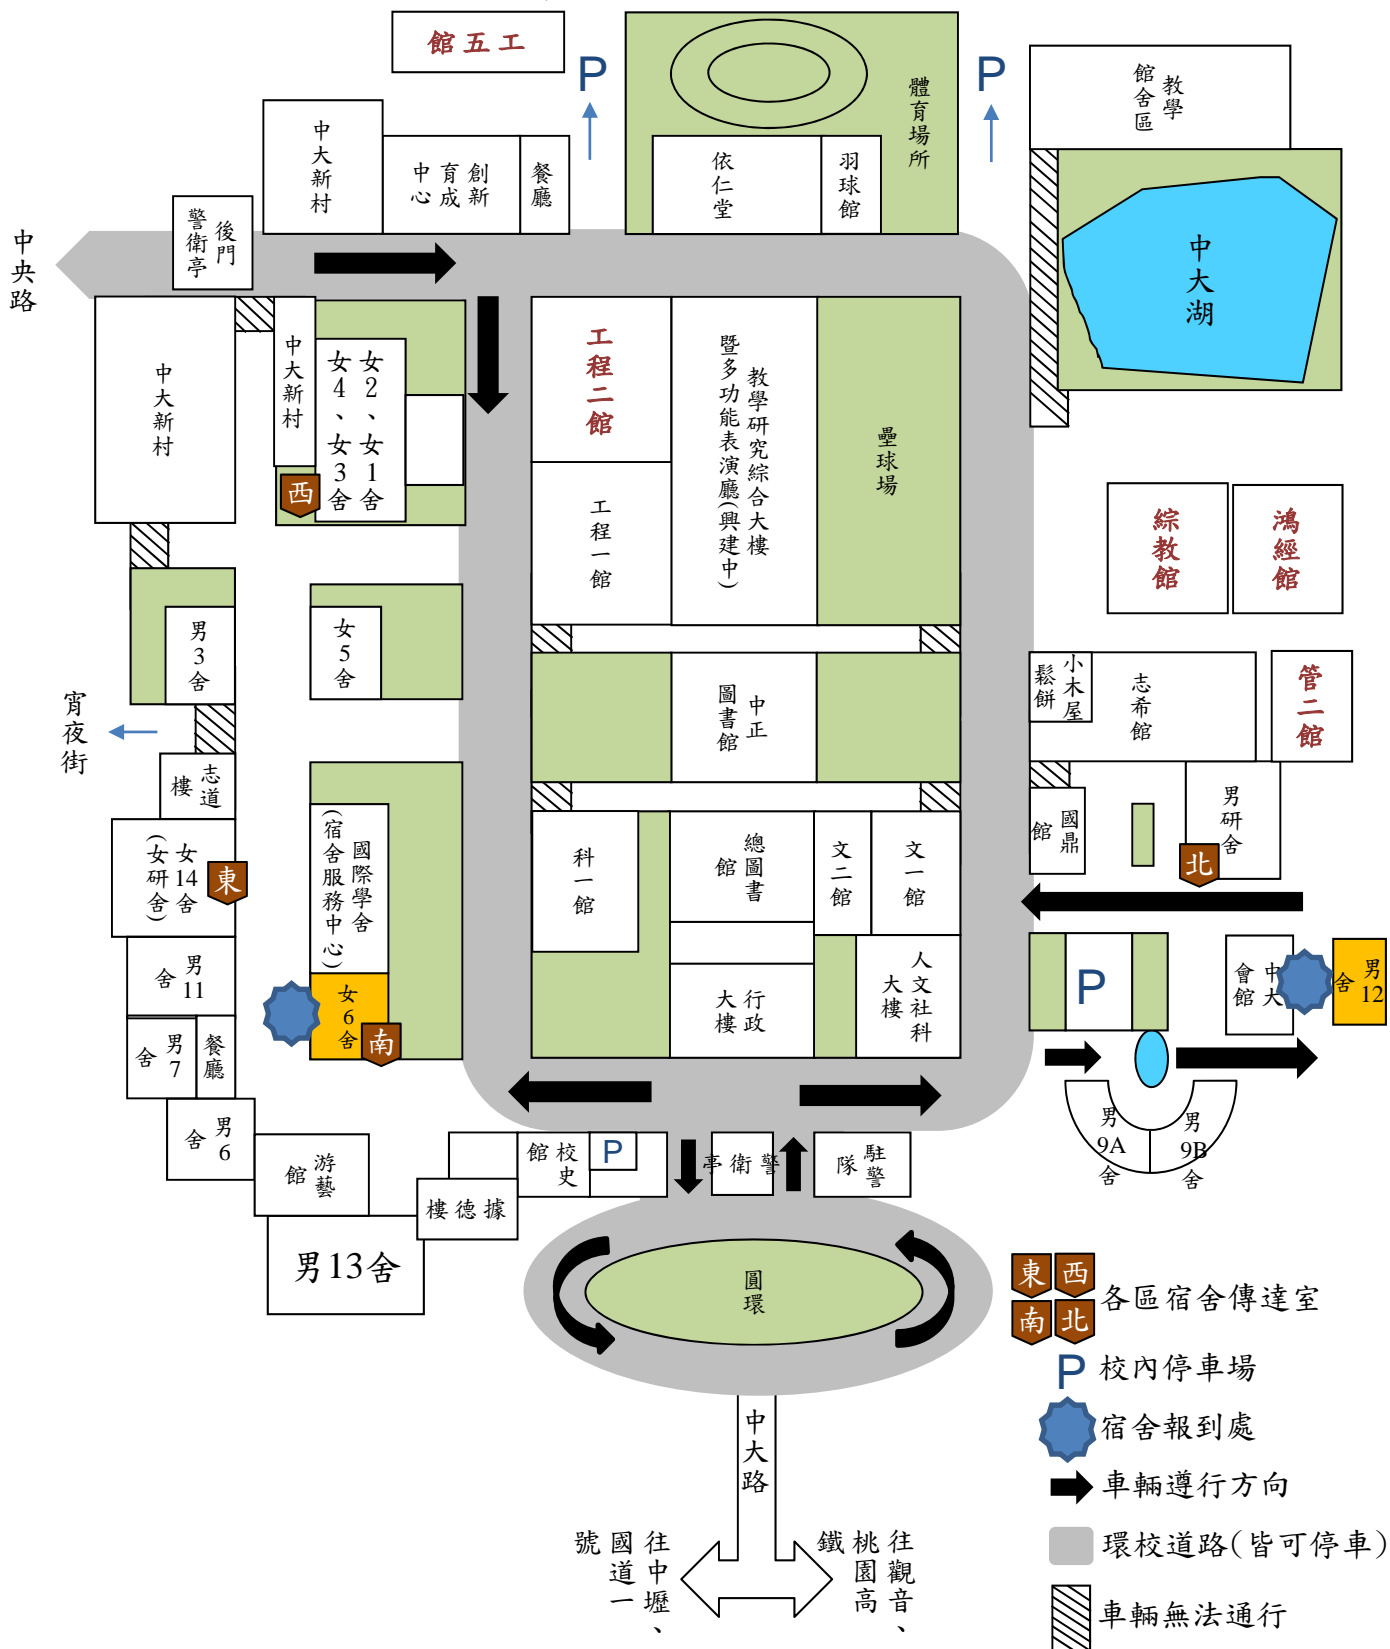 館五工
P
P
體育場所
教學
館舍區
中大新村
創新
育成
中心
餐廳
依仁堂
羽球館
中央路
後門
警衛亭
中大湖
中大新村
中大新村
女2、女1舍
女4、女3舍
西
工程二館
教學研究綜合大樓
暨多功能表演廳(興建中)
壘球場
工程一館
綜教館
鴻經館
男3舍
女5舍
中正
圖書館
小木屋
鬆餅
志希館
管二館
宵夜街
志道
樓
女14舍
(女研舍)
東
國際學舍
(宿舍服務中心)
科一館
總圖書
館
文二館
文一館
國鼎
館
男研舍
北
男11
舍
女6舍
南
行政
大樓
人文社科
大樓
P
中大
會館
男12
舍
男7
舍
餐廳
男6
舍
游藝
館
校史
館
P
亭衛警
駐警
隊
男9A舍
男9B舍
樓德據
男13舍
圓環
東
西
南
北
各區宿舍傳達室
P
校內停車場
宿舍報到處
車輛遵行方向
環校道路(皆可停車)
車輛無法通行
中大路
往中壢、
國道一
號
往觀音、
桃園高
鐵